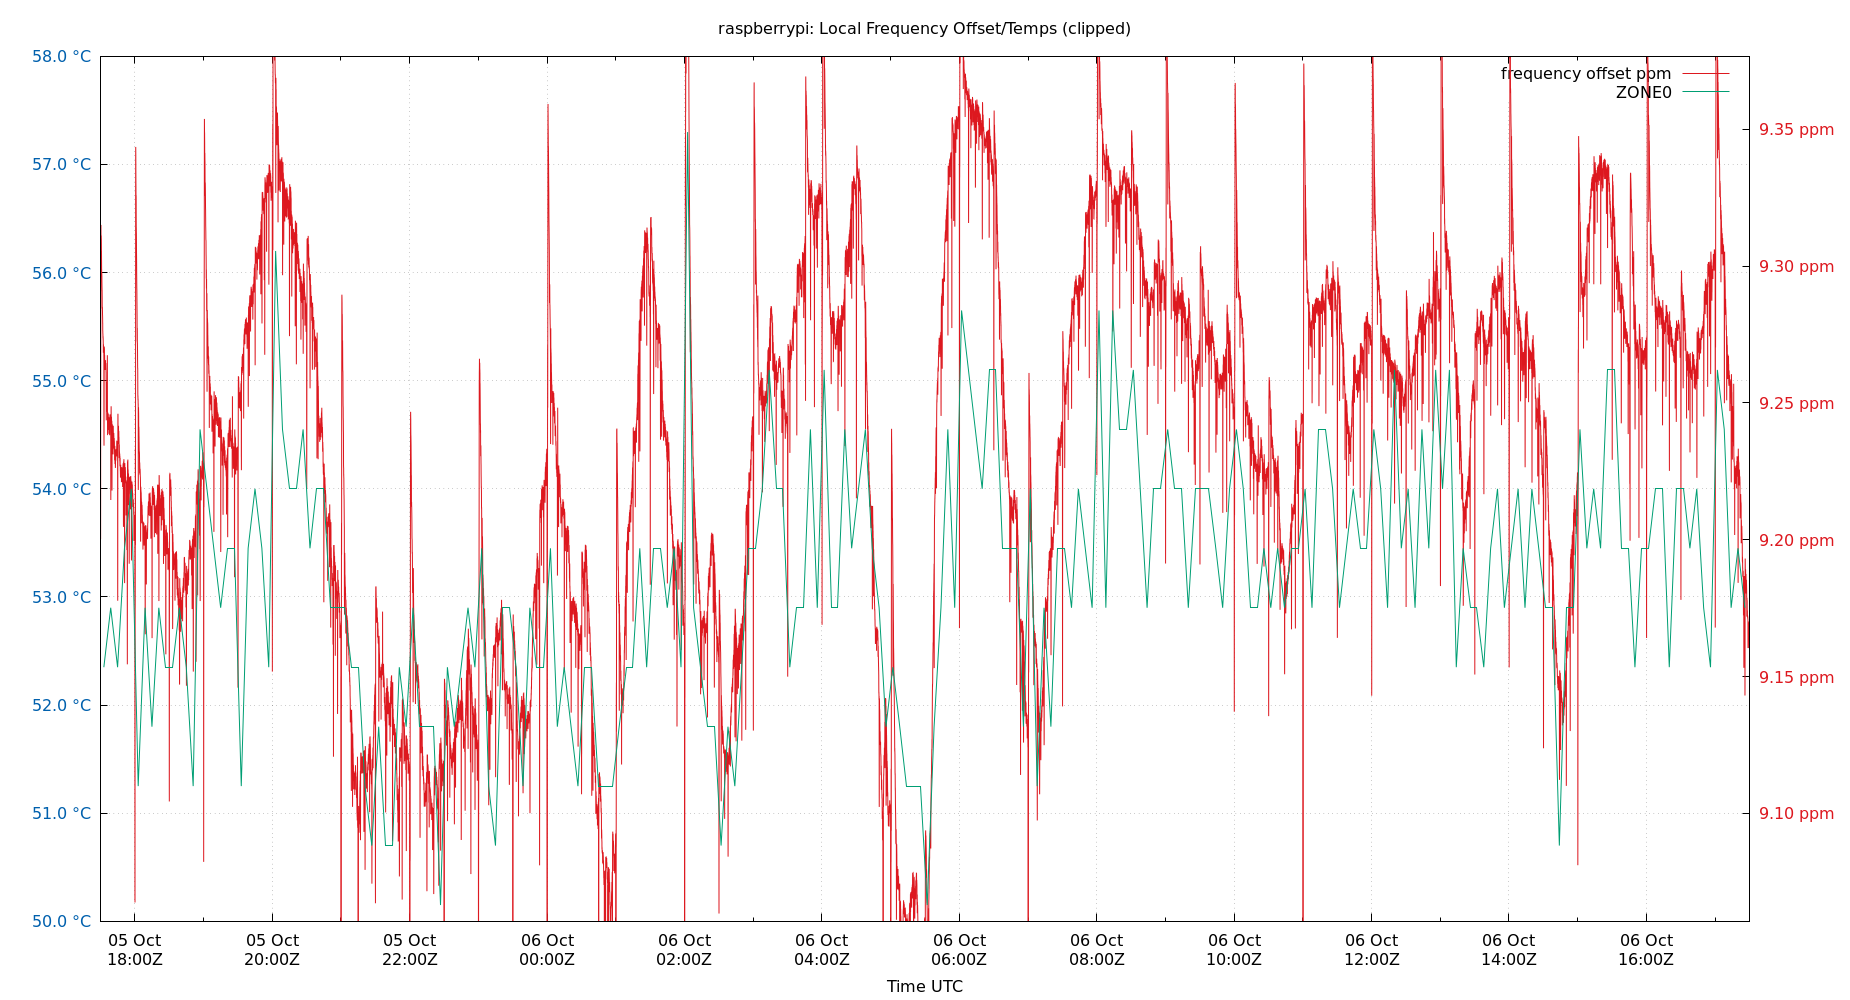 raspberrypi: Local Frequency Offset/Temps (clipped)
frequency offset ppm
ZONE0
58.0 °C
57.0 °C
56.0 °C
55.0 °C
54.0 °C
53.0 °C
52.0 °C
51.0 °C
50.0 °C
9.35 ppm
9.30 ppm
9.25 ppm
9.20 ppm
9.15 ppm
9.10 ppm
05 Oct
18:00Z
05 Oct
20:00Z
05 Oct
22:00Z
06 Oct
00:00Z
06 Oct
02:00Z
06 Oct
04:00Z
06 Oct
06:00Z
06 Oct
08:00Z
06 Oct
10:00Z
06 Oct
12:00Z
06 Oct
14:00Z
06 Oct
16:00Z
Time UTC